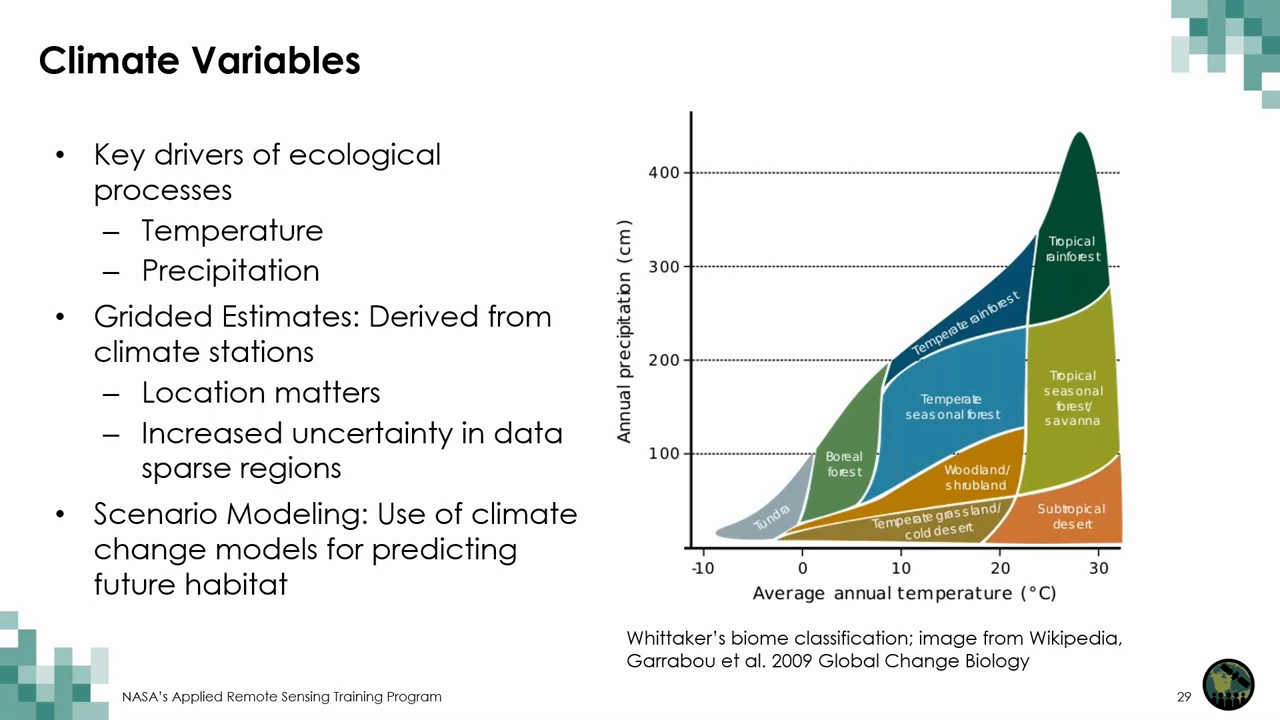 Climate Variables
• Key drivers of ecological
processes
– Temperature
– Precipitation
• Gridded Estimates: Derived from
climate stations
– Location matters
– Increased uncertainty in data
sparse regions
• Scenario Modeling: Use of climate
change models for predicting
future habitat
Annual precipitation (cm)
400
300
200
100
Tropical
rainforest
Temperate rainforest
Tropical
seasonal
forest/
savanna
Temperate
seasonal forest
Boreal
forest
Woodland/
shrubland
Tundra
Temperate grassland/
cold desert
Subtropical
desert
-10 0 10 20 30
Average annual temperature (°C)
Whittaker’s biome classification; image from Wikipedia,
Garrabou et al. 2009 Global Change Biology
NASA’s Applied Remote Sensing Training Program
29